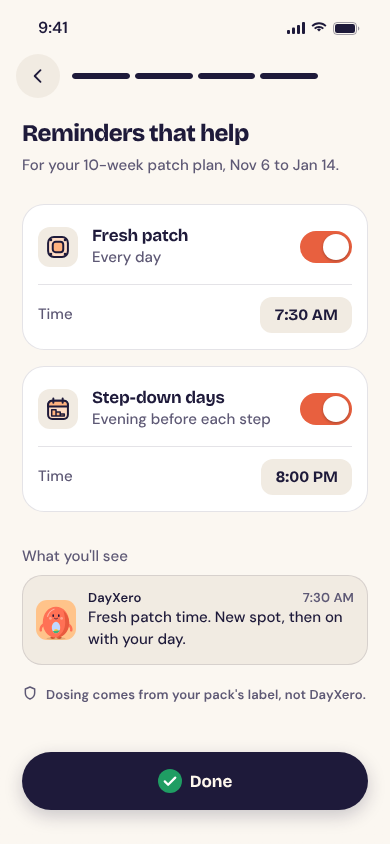 9:41
Reminders that help
For your 10-week patch plan, Nov 6 to Jan 14.
Fresh patch
Every day
Time
7:30 AM
Step-down days
Evening before each step
Time
8:00 PM
What you'll see
DayXero
7:30 AM
Fresh patch time. New spot, then on
with your day.
Dosing comes from your pack's label, not DayXero.
Done